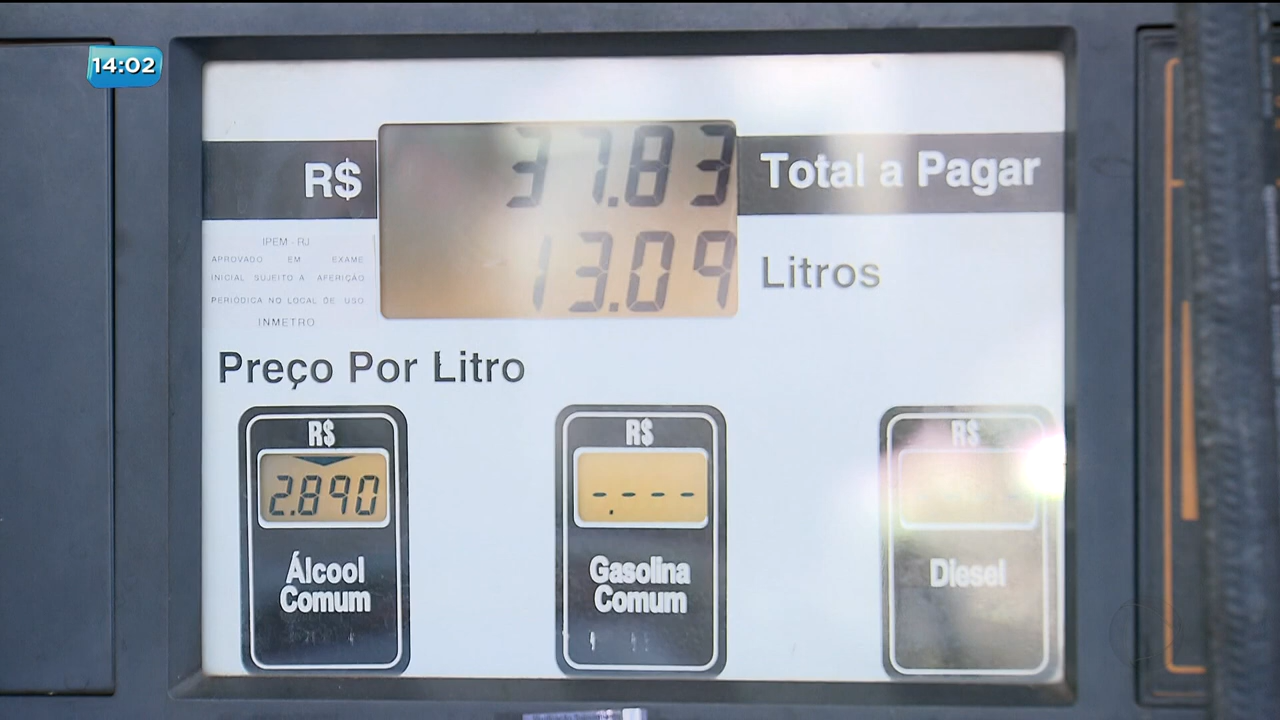 14:02
R$ 37.83 Total a Pagar
13.09 Litros
IPEM - RJ
APROVADO EM EXAME
INICIAL SUJEITO A AFERIÇÃO
PERIÓDICA NO LOCAL DE USO
INMETRO
Preço Por Litro
R$ R$ R$
2.890 -.---
Álcool Comum
Gasolina Comum
Diesel